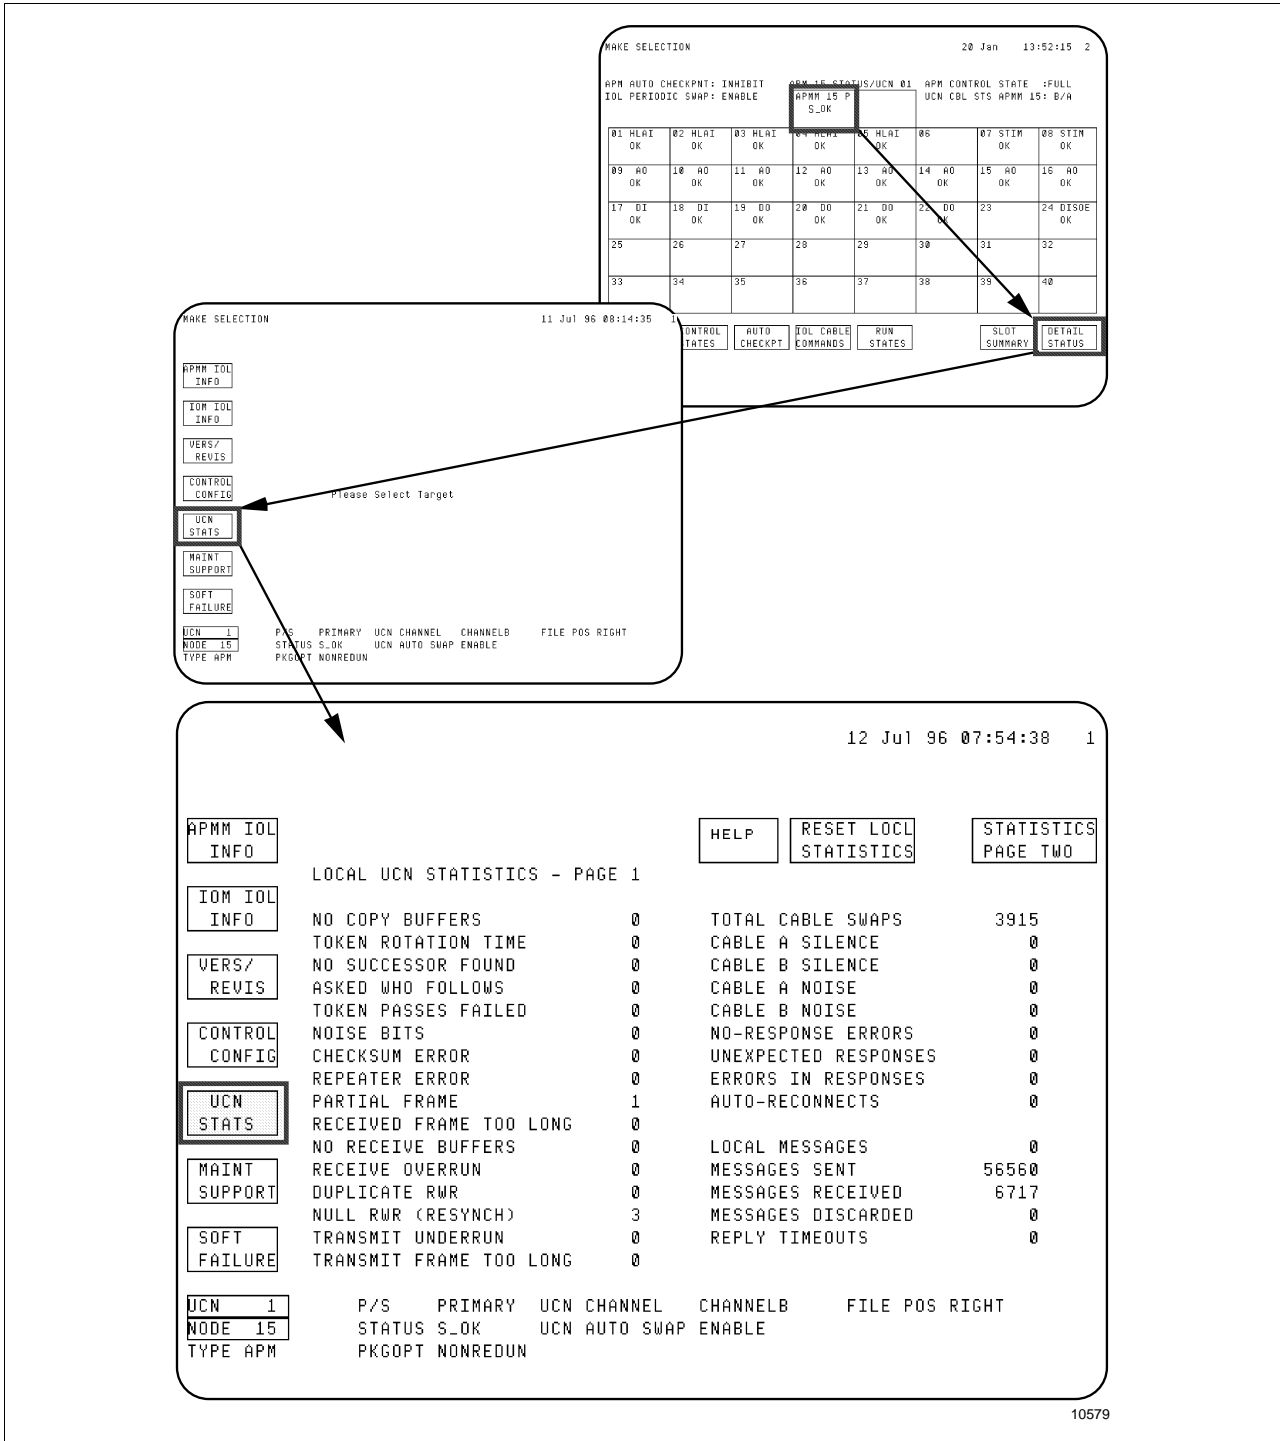 MAKE SELECTION 20 Jan 13:52:15 2
APM AUTO CHECKPNT: INHIBIT APM 15 STATUS/UCN 01 APM CONTROL STATE :FULL
IOL PERIODIC SWAP: ENABLE APMM 15 P UCN CBL STS APMM 15: B/A
S_OK
01 HLAI 02 HLAI 03 HLAI 04 HLAI 05 HLAI 06 07 STIM 08 STIM
OK OK OK OK OK OK OK
09 AO 10 AO 11 AO 12 AO 13 AO 14 AO 15 AO 16 AO
OK OK OK OK OK OK OK OK
17 DI 18 DI 19 DO 20 DO 21 DO 22 DO 23 24 DISOE
OK OK OK OK OK OK OK
25 26 27 28 29 30 31 32
33 34 35 36 37 38 39 40
ONTROL AUTO IOL CABLE RUN SLOT DETAIL
TATES CHECKPT COMMANDS STATES SUMMARY STATUS
MAKE SELECTION 11 Jul 96 08:14:35 1
APMM IOL
INFO
IOM IOL
INFO
VERS/
REVIS
CONTROL
CONFIG Please Select Target
UCN
STATS
MAINT
SUPPORT
SOFT
FAILURE
UCN 1 P/S PRIMARY UCN CHANNEL CHANNELB FILE POS RIGHT
NODE 15 STATUS S_OK UCN AUTO SWAP ENABLE
TYPE APM PKGOPT NONREDUN
12 Jul 96 07:54:38 1
APMM IOL HELP RESET LOCL STATISTICS
INFO STATISTICS PAGE TWO
LOCAL UCN STATISTICS - PAGE 1
IOM IOL
INFO NO COPY BUFFERS 0 TOTAL CABLE SWAPS 3915
TOKEN ROTATION TIME 0 CABLE A SILENCE 0
VERS/ NO SUCCESSOR FOUND 0 CABLE B SILENCE 0
REVIS ASKED WHO FOLLOWS 0 CABLE A NOISE 0
TOKEN PASSES FAILED 0 CABLE B NOISE 0
CONTROL NOISE BITS 0 NO-RESPONSE ERRORS 0
CONFIG CHECKSUM ERROR 0 UNEXPECTED RESPONSES 0
REPEATER ERROR 0 ERRORS IN RESPONSES 0
UCN PARTIAL FRAME 1 AUTO-RECONNECTS 0
STATS RECEIVED FRAME TOO LONG 0
NO RECEIVE BUFFERS 0 LOCAL MESSAGES 0
MAINT RECEIVE OVERRUN 0 MESSAGES SENT 56560
SUPPORT DUPLICATE RWR 0 MESSAGES RECEIVED 6717
NULL RWR (RESYNCH) 3 MESSAGES DISCARDED 0
SOFT TRANSMIT UNDERRUN 0 REPLY TIMEOUTS 0
FAILURE TRANSMIT FRAME TOO LONG 0
UCN 1 P/S PRIMARY UCN CHANNEL CHANNELB FILE POS RIGHT
NODE 15 STATUS S_OK UCN AUTO SWAP ENABLE
TYPE APM PKGOPT NONREDUN
10579